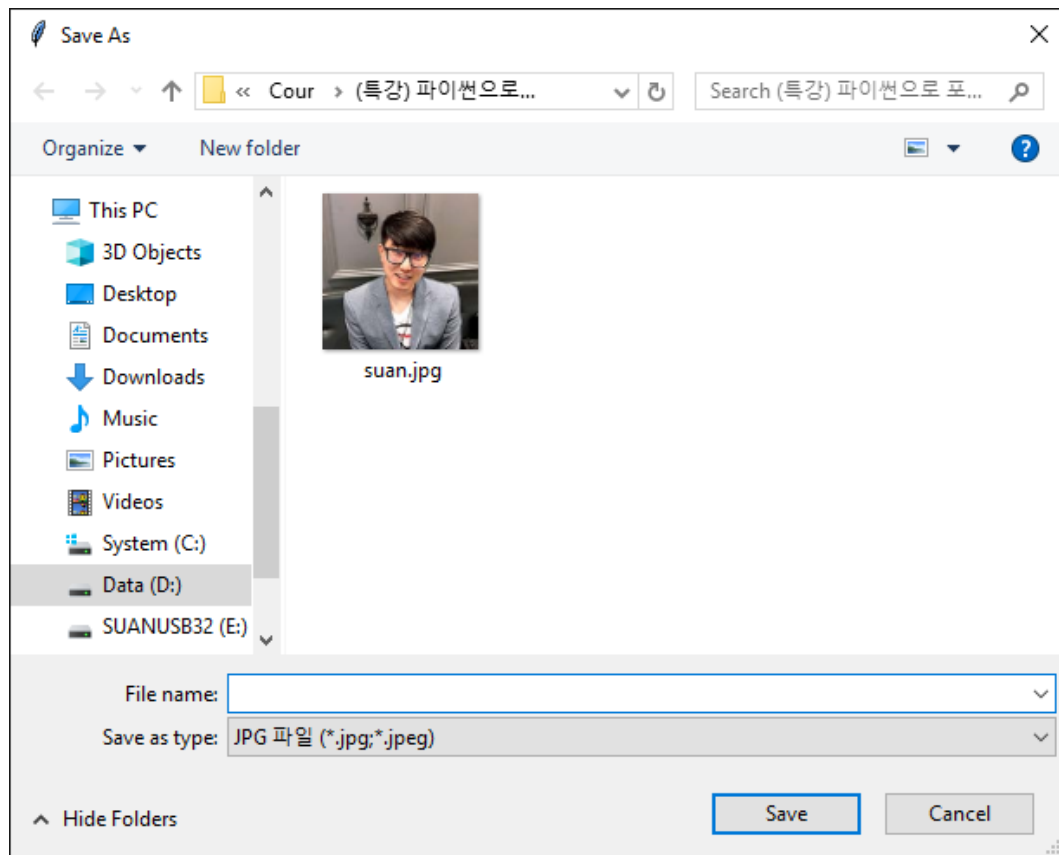 Save As
« Cour › (특강) 파이썬으로...
Search (특강) 파이썬으로 포...
Organize
New folder
?
This PC
3D Objects
Desktop
Documents
Downloads
Music
Pictures
Videos
System (C:)
Data (D:)
SUANUSB32 (E:)
suan.jpg
File name:
Save as type: JPG 파일 (*.jpg;*.jpeg)
Hide Folders
Save
Cancel